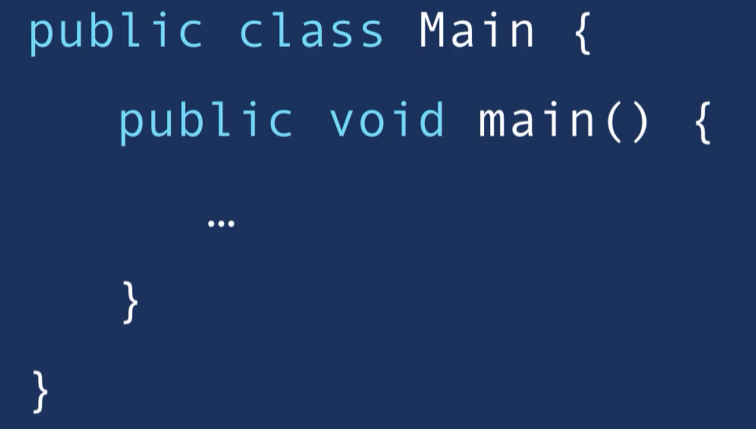 public class Main {
public void main() {
…
}
}